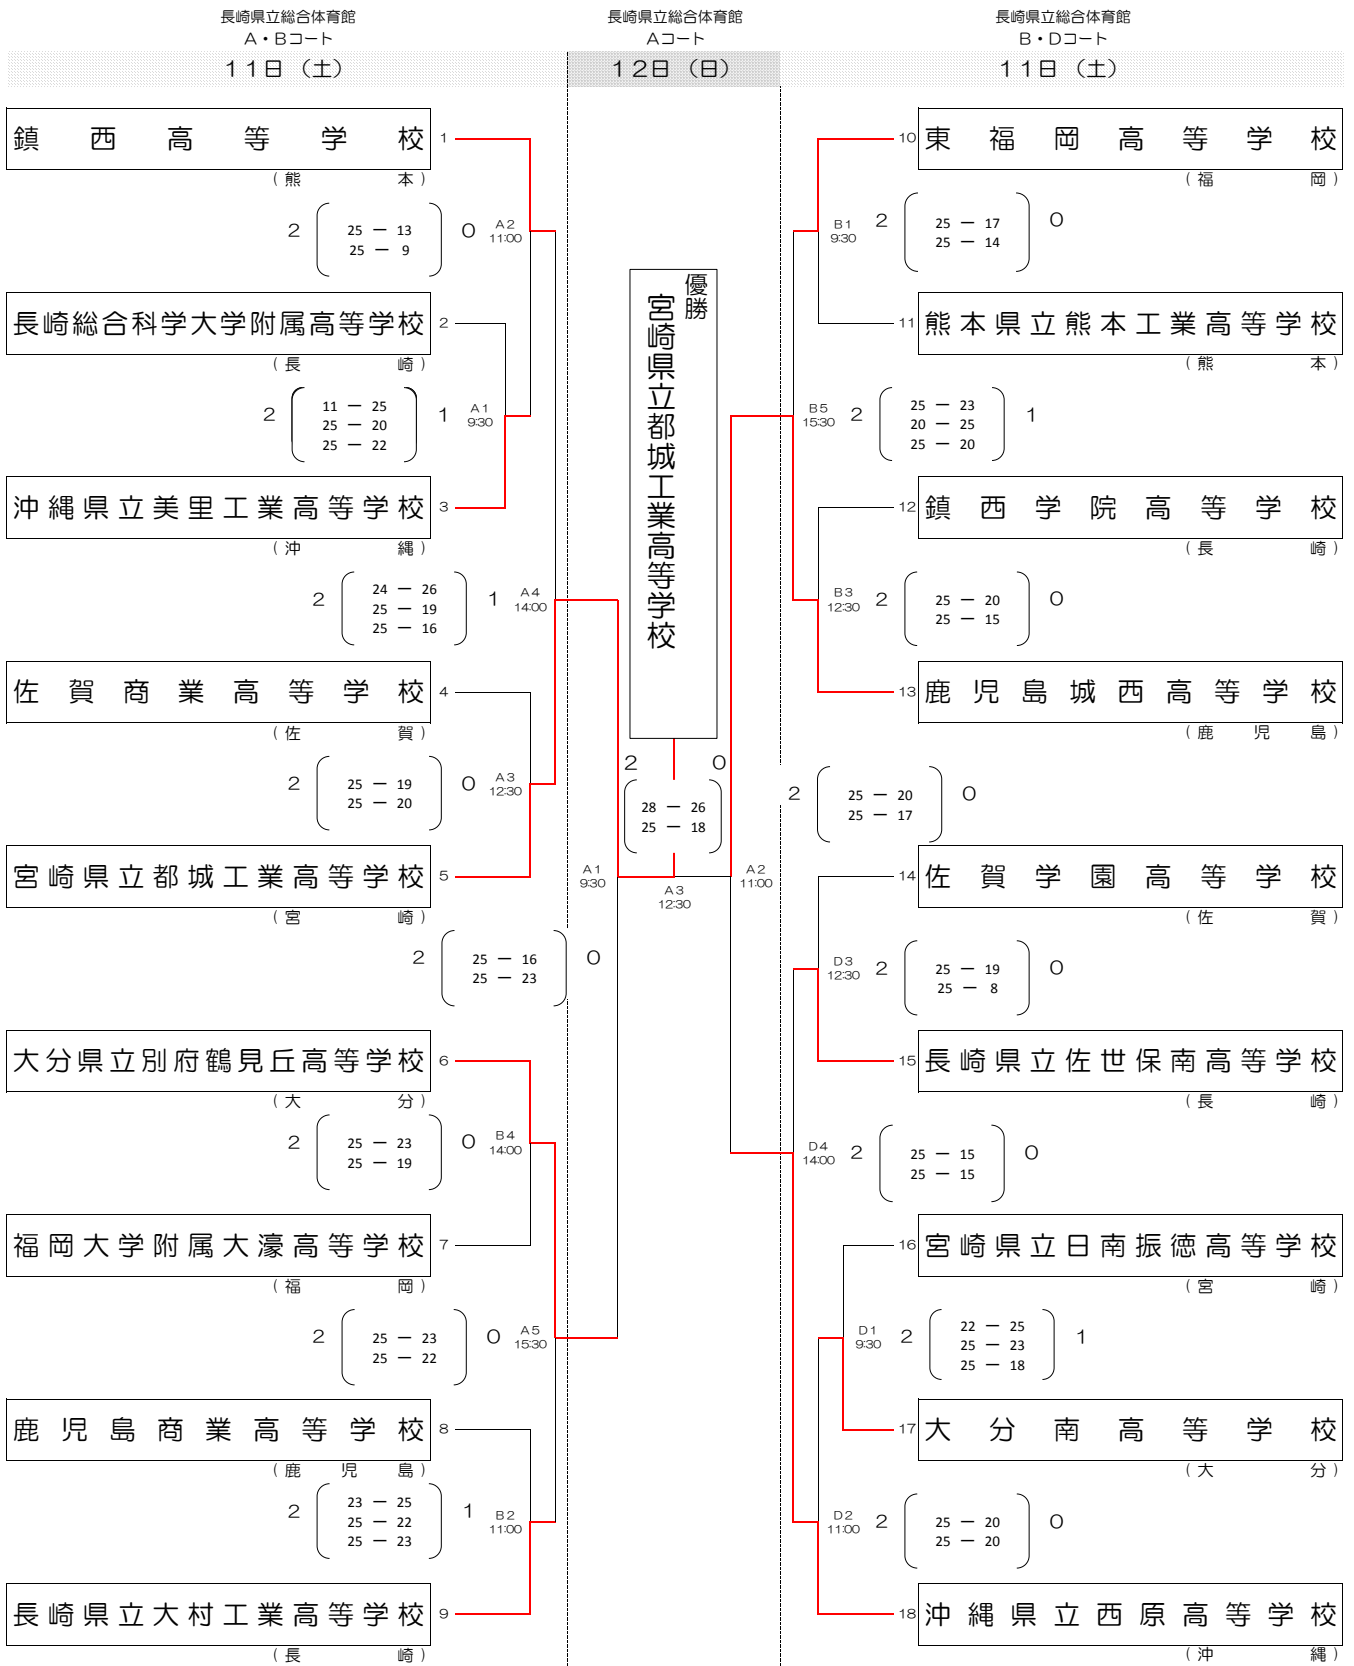 長崎県立総合体育館
A・Bコート
11日（土）
長崎県立総合体育館
Aコート
12日（日）
長崎県立総合体育館
B・Dコート
11日（土）
鎮西高等学校 1
（熊本）
2 25 － 13 0 A2
25 － 9 11:00
長崎総合科学大学附属高等学校 2
（長崎）
2 11 － 25 1 A1
25 － 20 9:30
25 － 22
沖縄県立美里工業高等学校 3
（沖縄）
2 24 － 26 1 A4
25 － 19 14:00
25 － 16
佐賀商業高等学校 4
（佐賀）
2 25 － 19 0 A3
25 － 20 12:30
宮崎県立都城工業高等学校 5
（宮崎）
2 25 － 16 0
25 － 23
A1
9:30
大分県立別府鶴見丘高等学校 6
（大分）
2 25 － 23 0 B4
25 － 19 14:00
福岡大学附属大濠高等学校 7
（福岡）
2 25 － 23 0 A5
25 － 22 15:30
鹿児島商業高等学校 8
（鹿児島）
2 23 － 25 1 B2
25 － 22 11:00
25 － 23
長崎県立大村工業高等学校 9
（長崎）
優勝
宮崎県立都城工業高等学校
2 0
28 － 26
25 － 18
A3
12:30
A2
11:00
10 東福岡高等学校
（福岡）
B1 2 25 － 17 0
9:30 25 － 14
11 熊本県立熊本工業高等学校
（熊本）
B5 2 25 － 23 1
15:30 20 － 25
25 － 20
12 鎮西学院高等学校
（長崎）
B3 2 25 － 20 0
12:30 25 － 15
13 鹿児島城西高等学校
（鹿児島）
2 25 － 20 0
25 － 17
14 佐賀学園高等学校
（佐賀）
D3 2 25 － 19 0
12:30 25 － 8
15 長崎県立佐世保南高等学校
（長崎）
D4 2 25 － 15 0
14:00 25 － 15
16 宮崎県立日南振徳高等学校
（宮崎）
D1 2 22 － 25 1
9:30 25 － 23
25 － 18
17 大分南高等学校
（大分）
D2 2 25 － 20 0
11:00 25 － 20
18 沖縄県立西原高等学校
（沖縄）